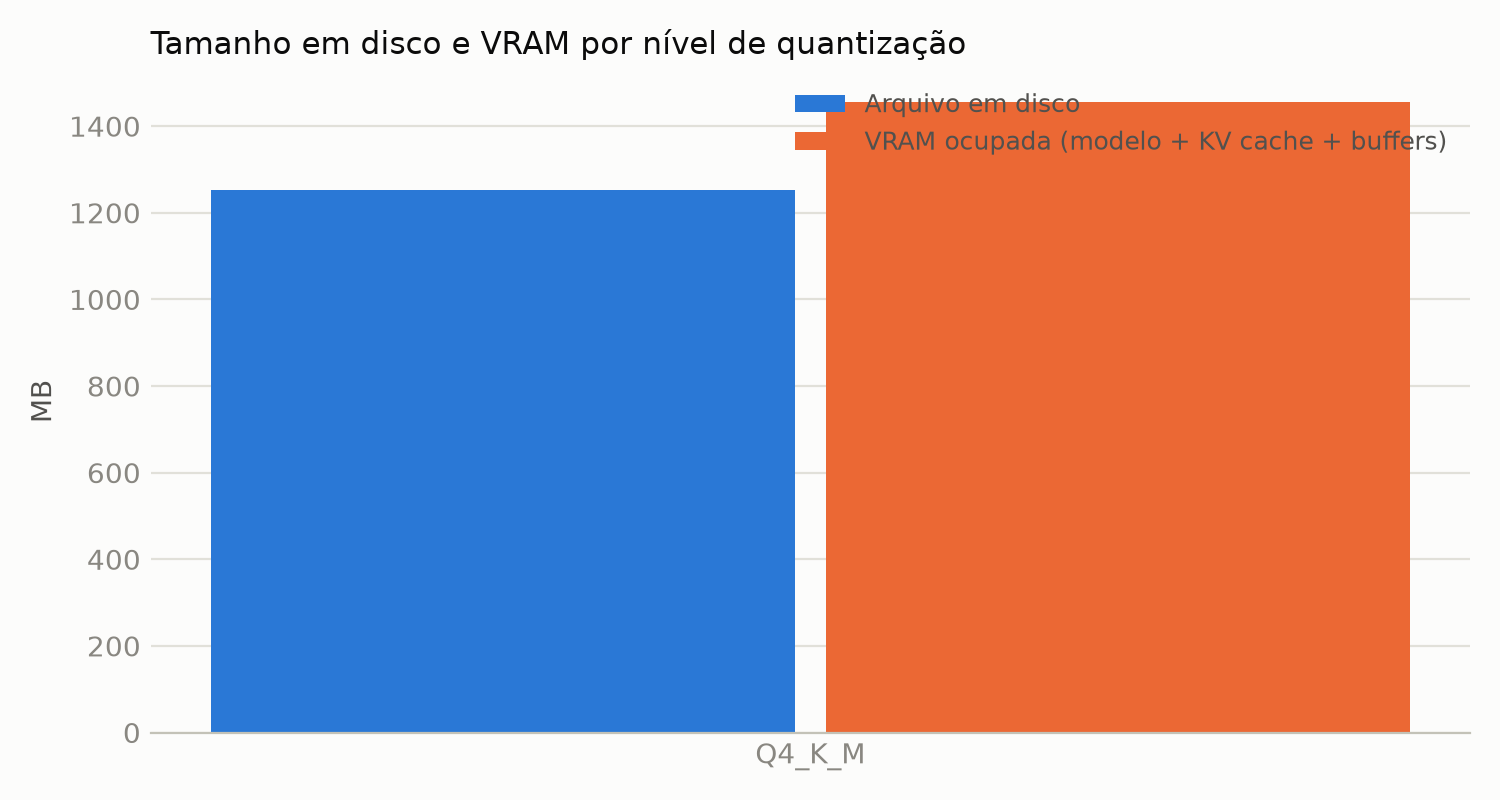 Tamanho em disco e VRAM por nível de quantização
Arquivo em disco
VRAM ocupada (modelo + KV cache + buffers)
1400
1200
1000
800
600
400
200
0
MB
Q4_K_M